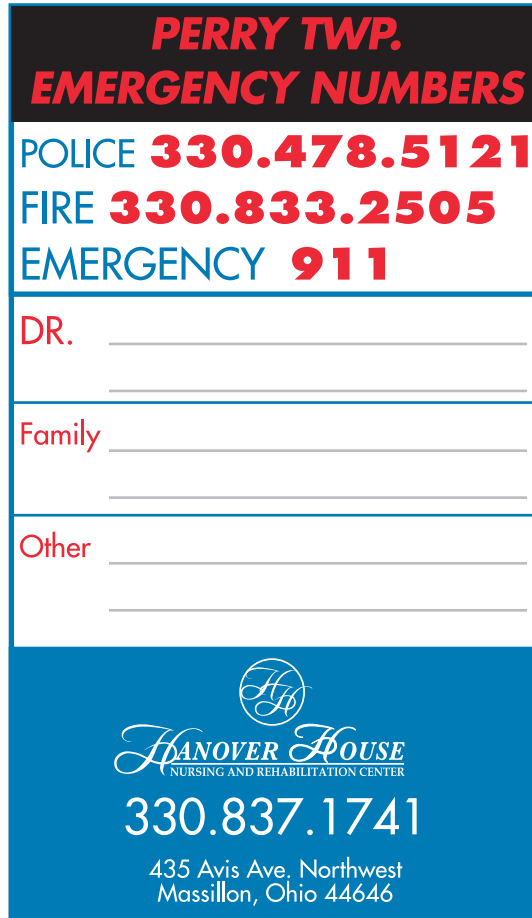 PERRY TWP.
EMERGENCY NUMBERS
POLICE 330.478.5121
FIRE 330.833.2505
EMERGENCY 911
DR.
Family
Other
HH
HANOVER HOUSE
NURSING AND REHABILITATION CENTER
330.837.1741
435 Avis Ave. Northwest
Massillon, Ohio 44646